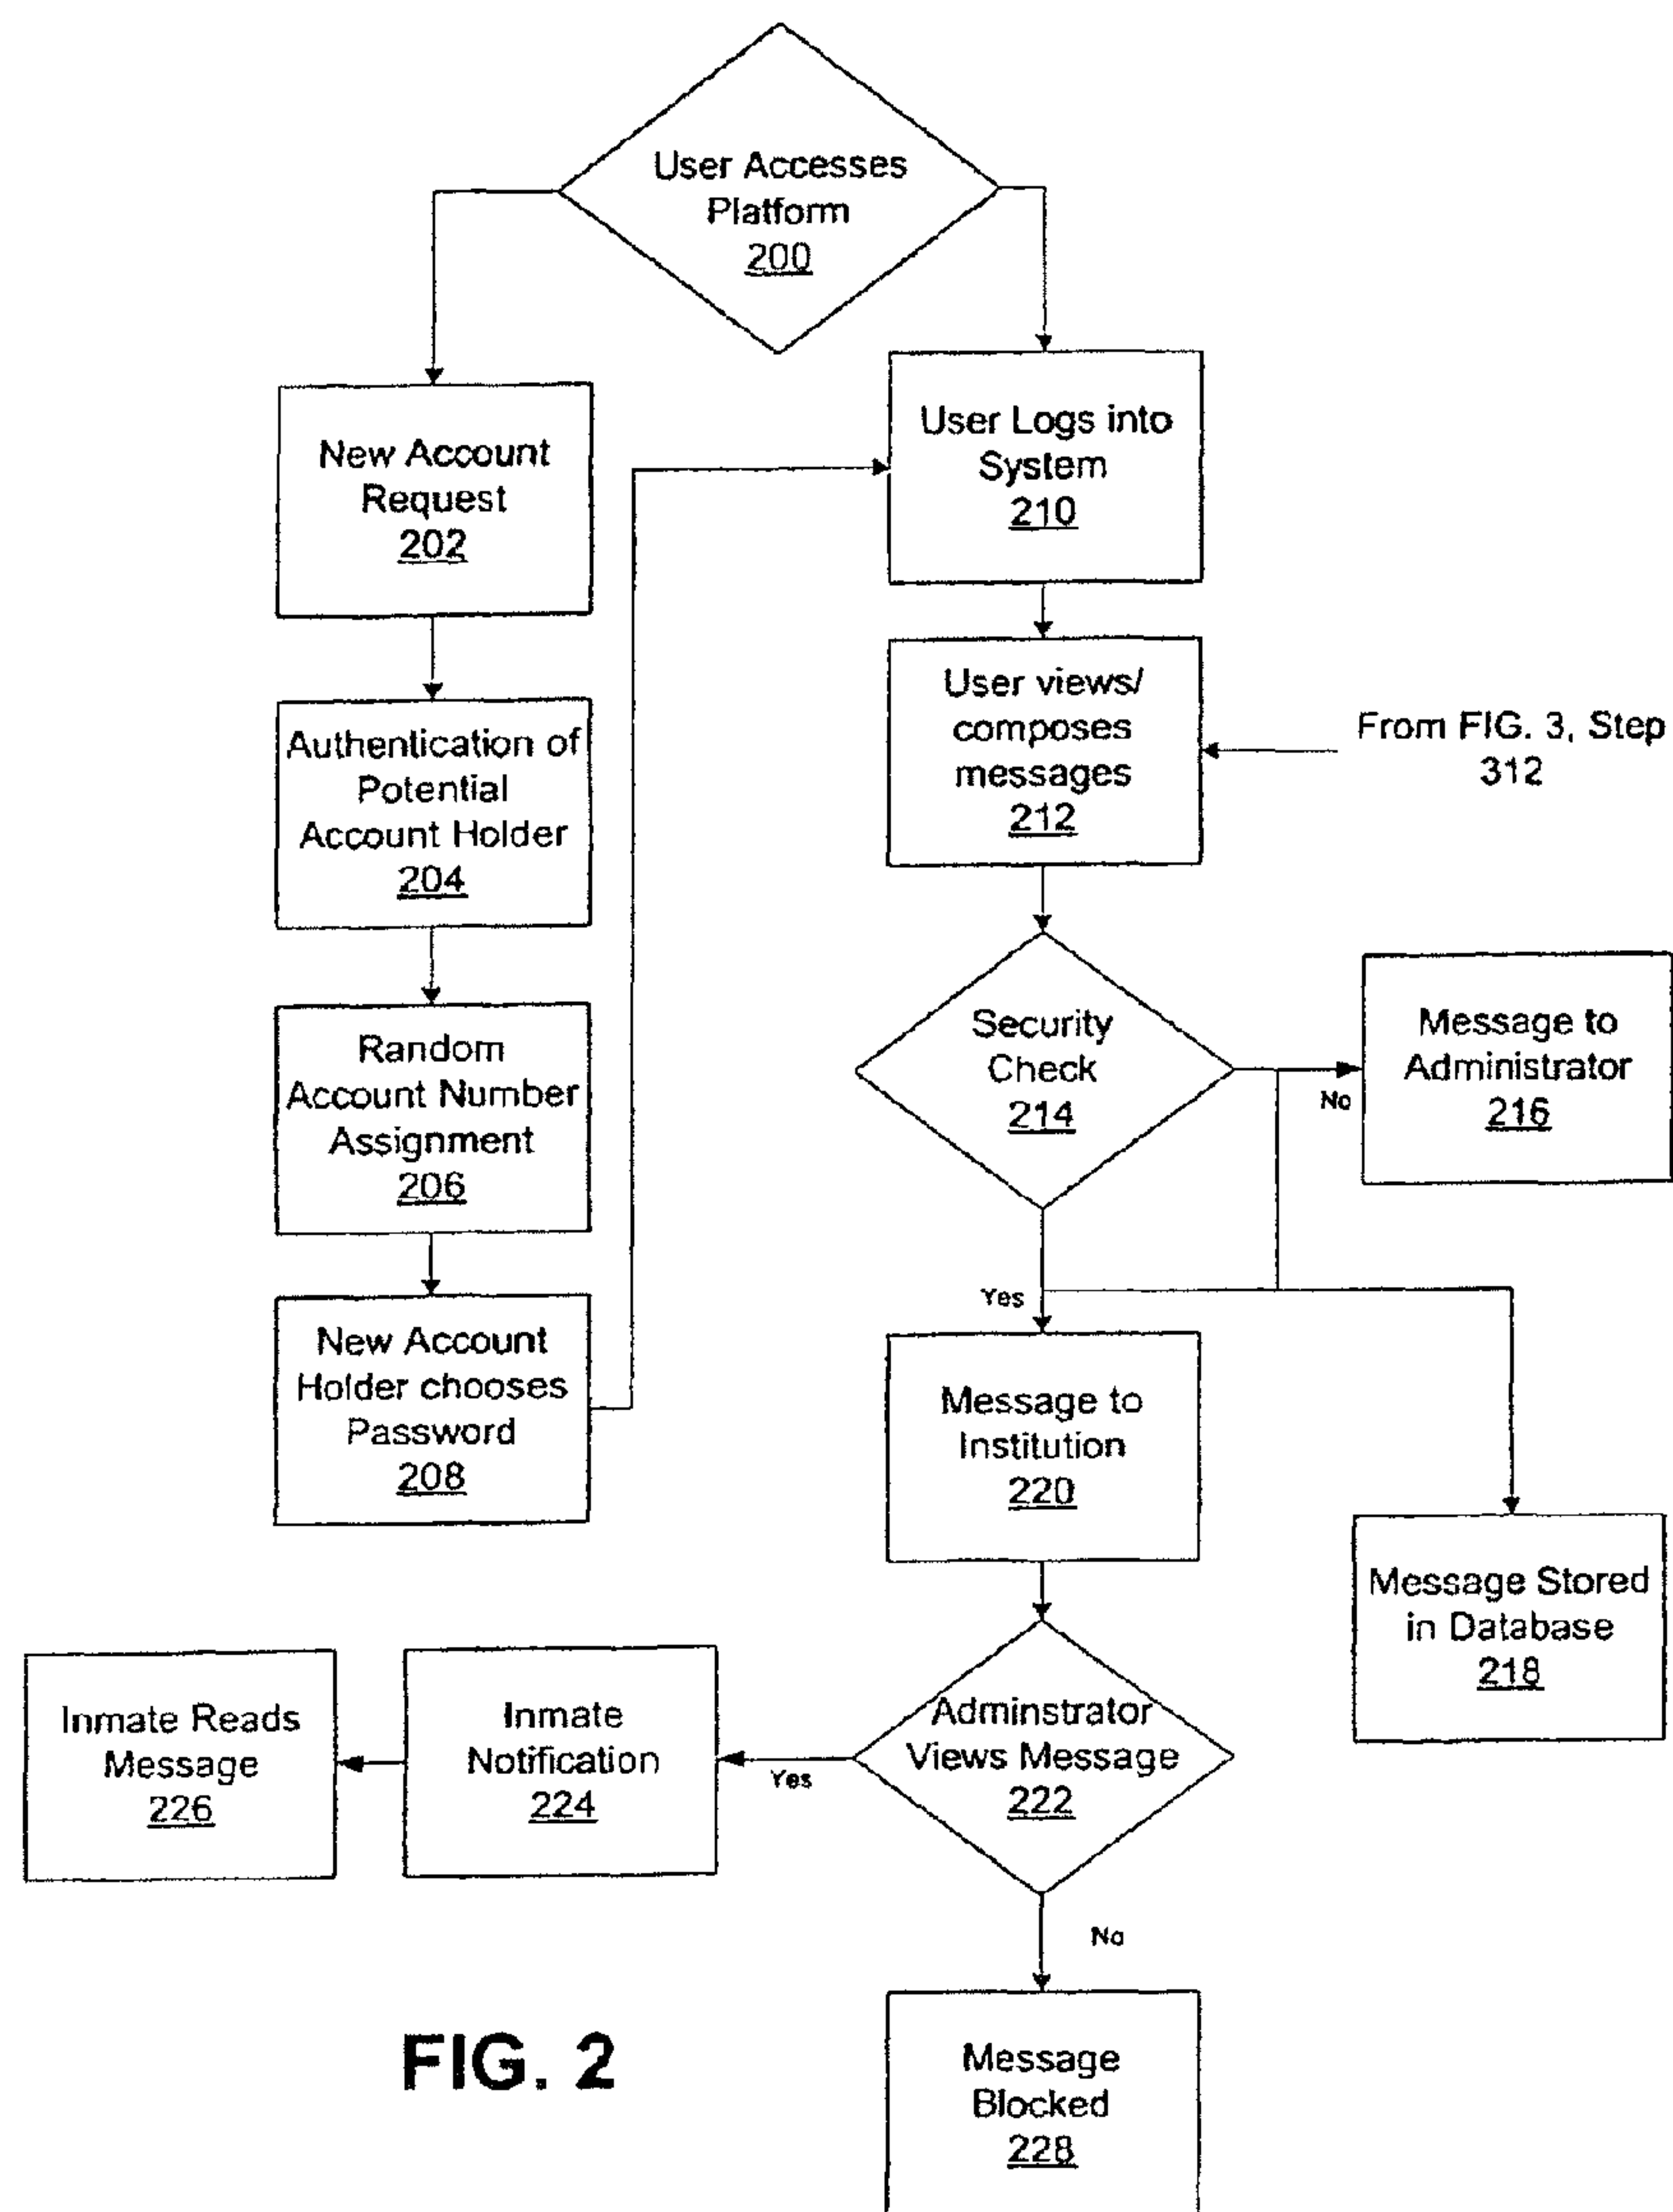 User Accesses
Platform
200
New Account
Request
202
Authentication of
Potential
Account Holder
204
Random
Account Number
Assignment
206
New Account
Holder chooses
Password
208
User Logs into
System
210
User views/
composes
messages
212
From FIG. 3, Step
312
Security
Check
214
No
Message to
Administrator
216
Yes
Message to
Institution
220
Message Stored
in Database
218
Adminstrator
Views Message
222
Yes
Inmate
Notification
224
Inmate Reads
Message
226
No
Message
Blocked
228
FIG. 2